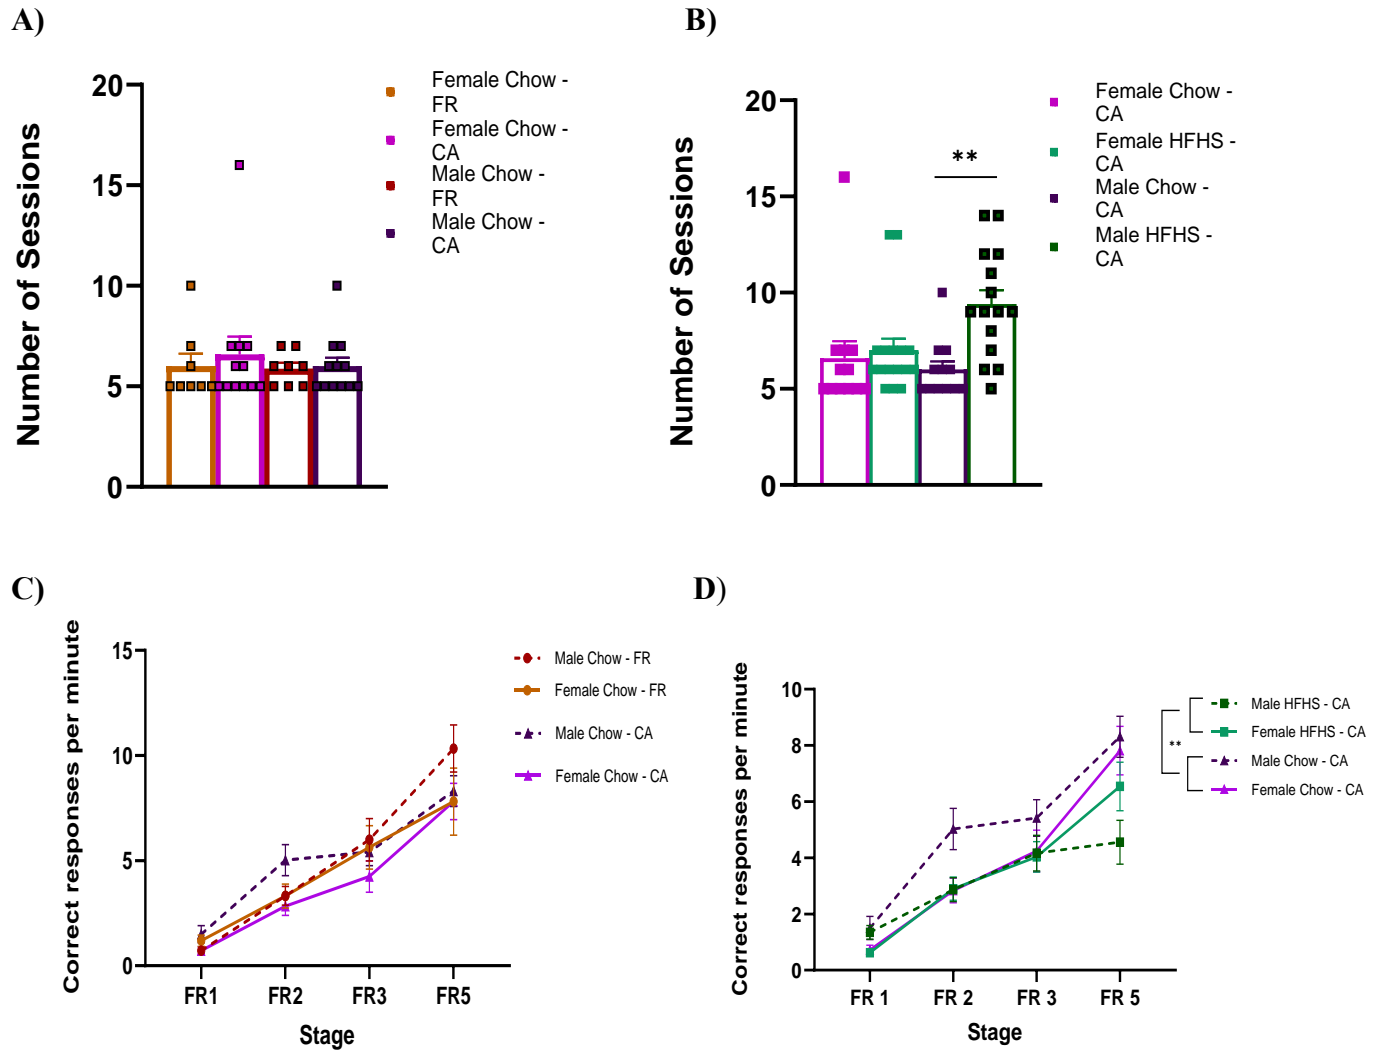 A)
Number of Sessions
20
15
10
5
0
Female Chow -
FR
Female Chow -
CA
Male Chow -
FR
Male Chow -
CA
B)
Number of Sessions
20
15
10
5
0
**
Female Chow -
CA
Female HFHS -
CA
Male Chow -
CA
Male HFHS -
CA
C)
Correct responses per minute
15
10
5
0
FR1 FR2 FR3 FR5
Stage
Male Chow - FR
Female Chow - FR
Male Chow - CA
Female Chow - CA
D)
Correct responses per minute
10
8
6
4
2
0
FR 1 FR 2 FR 3 FR 5
Stage
**
Male HFHS - CA
Female HFHS - CA
Male Chow - CA
Female Chow - CA